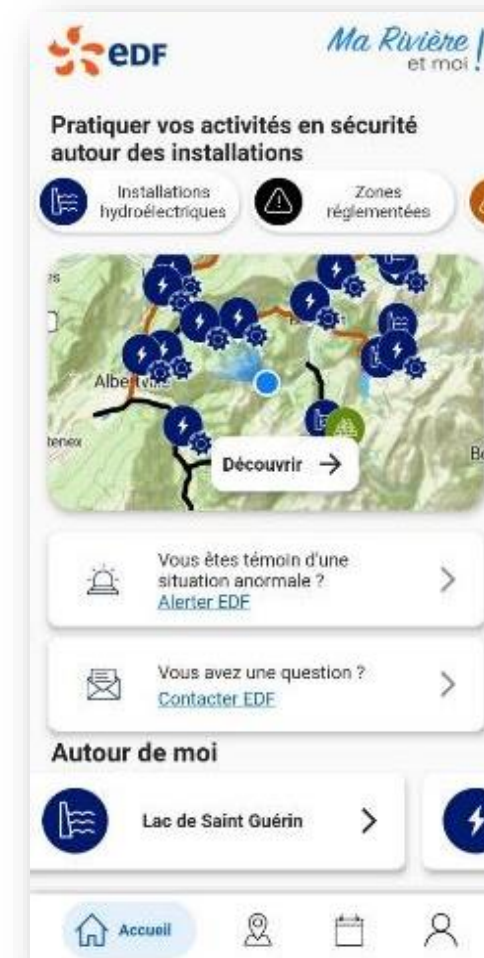 edF
Ma Rivière !
et moi
Pratiquer vos activités en sécurité
autour des installations
Installations
hydroélectriques
Zones
réglementées
Découvrir →
Vous êtes témoin d'une
situation anormale ?
Alerter EDF
Vous avez une question ?
Contacter EDF
Autour de moi
Lac de Saint Guérin
Accueil